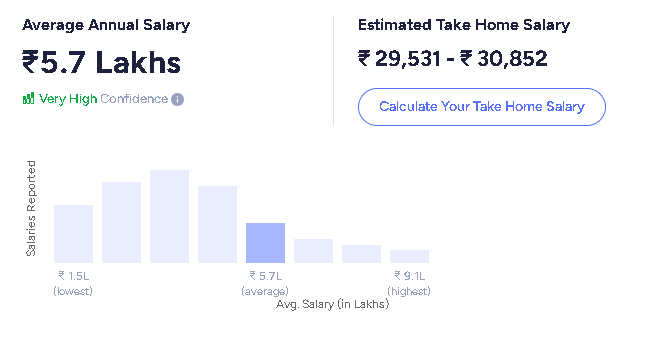 Average Annual Salary
₹5.7 Lakhs
Very High Confidence
Estimated Take Home Salary
₹ 29,531 - ₹ 30,852
Calculate Your Take Home Salary
Salaries Reported
₹ 1.5L
(lowest)
₹ 5.7L
(average)
₹ 9.1L
(highest)
Avg. Salary (in Lakhs)